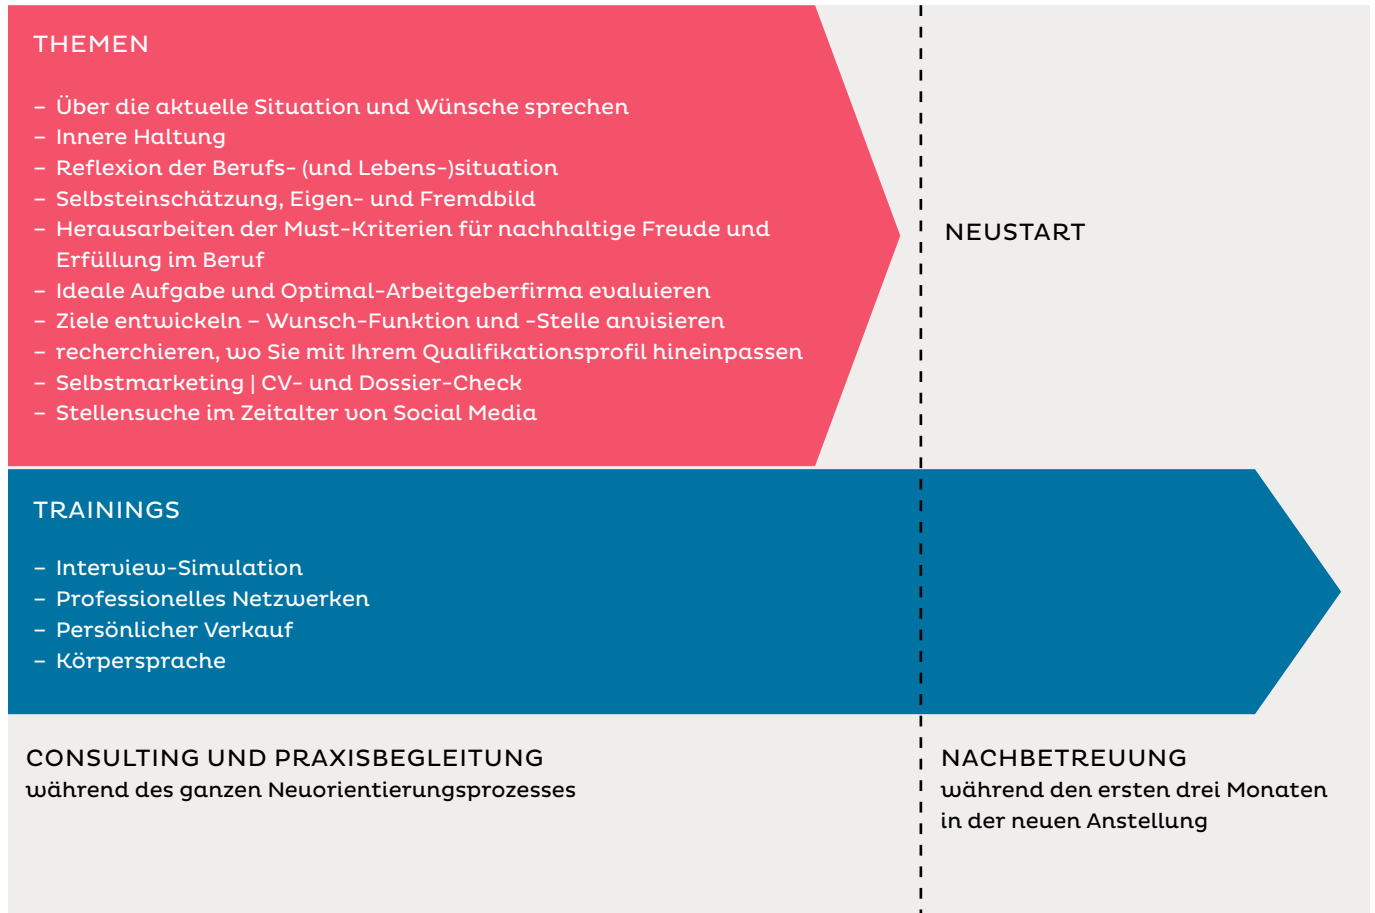 THEMEN
– Über die aktuelle Situation und Wünsche sprechen
– Innere Haltung
– Reflexion der Berufs- (und Lebens-)situation
– Selbsteinschätzung, Eigen- und Fremdbild
– Herausarbeiten der Must-Kriterien für nachhaltige Freude und
Erfüllung im Beruf
– Ideale Aufgabe und Optimal-Arbeitgeberfirma evaluieren
– Ziele entwickeln – Wunsch-Funktion und -Stelle anvisieren
– recherchieren, wo Sie mit Ihrem Qualifikationsprofil hineinpassen
– Selbstmarketing | CV- und Dossier-Check
– Stellensuche im Zeitalter von Social Media
NEUSTART
TRAININGS
– Interview-Simulation
– Professionelles Netzwerken
– Persönlicher Verkauf
– Körpersprache
CONSULTING UND PRAXISBEGLEITUNG
während des ganzen Neuorientierungsprozesses
NACHBETREUUNG
während den ersten drei Monaten
in der neuen Anstellung